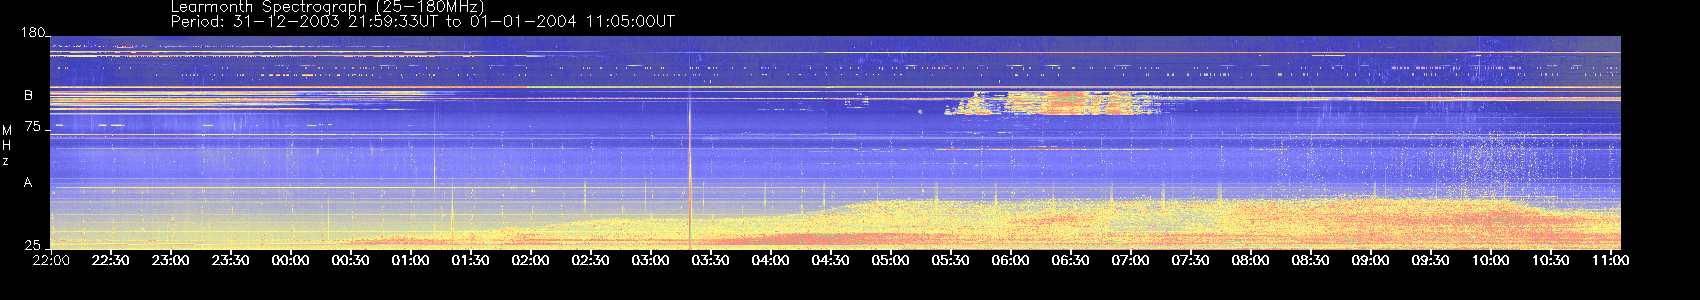 Learmonth Spectrograph (25-180MHz)
Period: 31-12-2003 21:59:33UT to 01-01-2004 11:05:00UT
180
B
75
MHz
A
25
22:00 22:30 23:00 23:30 00:00 00:30 01:00 01:30 02:00 02:30 03:00 03:30 04:00 04:30 05:00 05:30 06:00 06:30 07:00 07:30 08:00 08:30 09:00 09:30 10:00 10:30 11:00